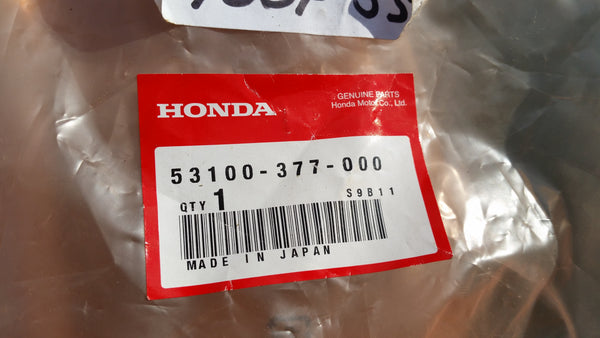 HONDA
GENUINE PARTS
Honda Motor Co., Ltd.
53100-377-000
QTY 1
S9B11
MADE IN JAPAN